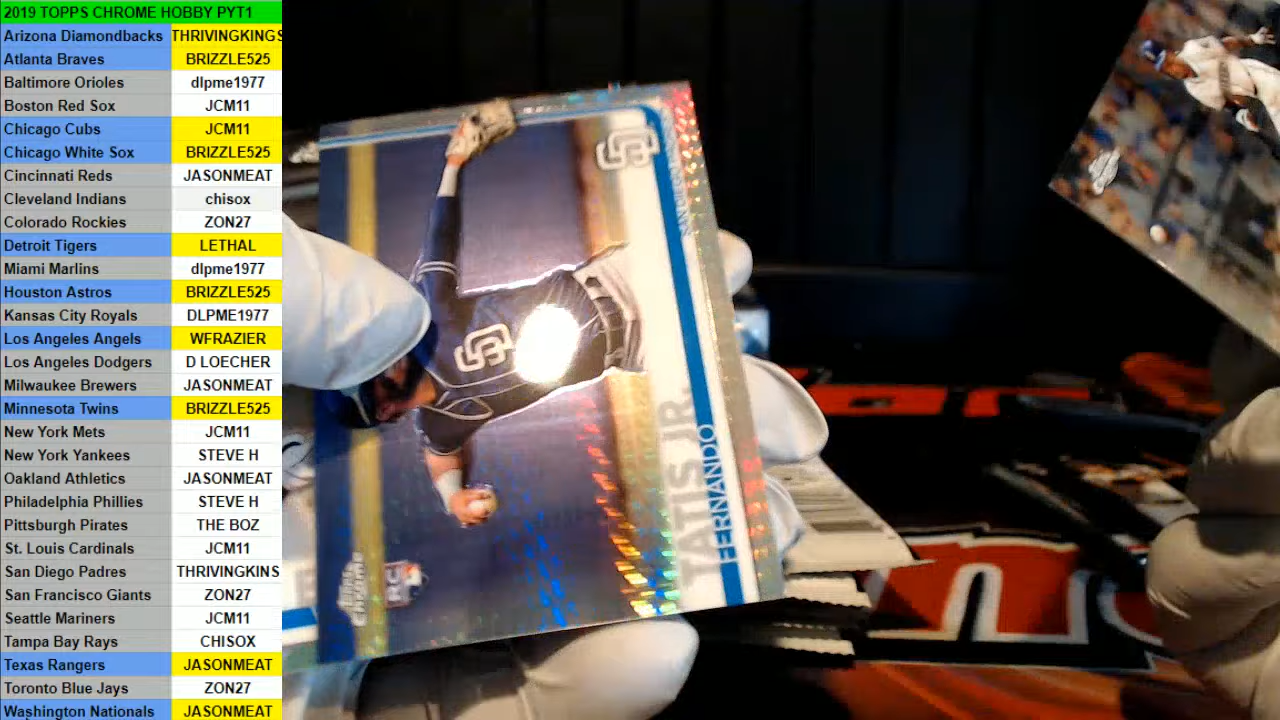 2019 TOPPS CHROME HOBBY PYT1
Arizona Diamondbacks THRIVINGKINGS
Atlanta Braves BRIZZLE525
Baltimore Orioles dlpme1977
Boston Red Sox JCM11
Chicago Cubs JCM11
Chicago White Sox BRIZZLE525
Cincinnati Reds JASONMEAT
Cleveland Indians chisox
Colorado Rockies ZON27
Detroit Tigers LETHAL
Miami Marlins dlpme1977
Houston Astros BRIZZLE525
Kansas City Royals DLPME1977
Los Angeles Angels WFRAZIER
Los Angeles Dodgers D LOECHER
Milwaukee Brewers JASONMEAT
Minnesota Twins BRIZZLE525
New York Mets JCM11
New York Yankees STEVE H
Oakland Athletics JASONMEAT
Philadelphia Phillies STEVE H
Pittsburgh Pirates THE BOZ
St. Louis Cardinals JCM11
San Diego Padres THRIVINGKINS
San Francisco Giants ZON27
Seattle Mariners JCM11
Tampa Bay Rays CHISOX
Texas Rangers JASONMEAT
Toronto Blue Jays ZON27
Washington Nationals JASONMEAT
SD
SD
FERNANDO
TATIS JR.
Topps Chrome
RC